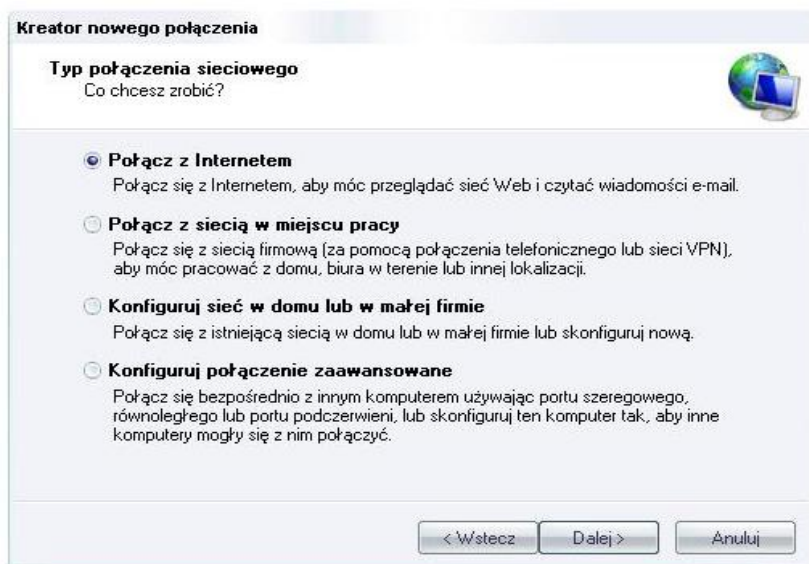 Kreator nowego połączenia
Typ połączenia sieciowego
Co chcesz zrobić?
Połącz z Internetem
Połącz się z Internetem, aby móc przeglądać sieć Web i czytać wiadomości e-mail.
Połącz z siecią w miejscu pracy
Połącz się z siecią firmową (za pomocą połączenia telefonicznego lub sieci VPN),
aby móc pracować z domu, biura w terenie lub innej lokalizacji.
Konfiguruj sieć w domu lub w małej firmie
Połącz się z istniejącą siecią w domu lub w małej firmie lub skonfiguruj nową.
Konfiguruj połączenie zaawansowane
Połącz się bezpośrednio z innym komputerem używając portu szeregowego,
równoległego lub portu podczerwieni, lub skonfiguruj ten komputer tak, aby inne
komputery mogły się z nim połączyć.
< Wstecz Dalej > Anuluj